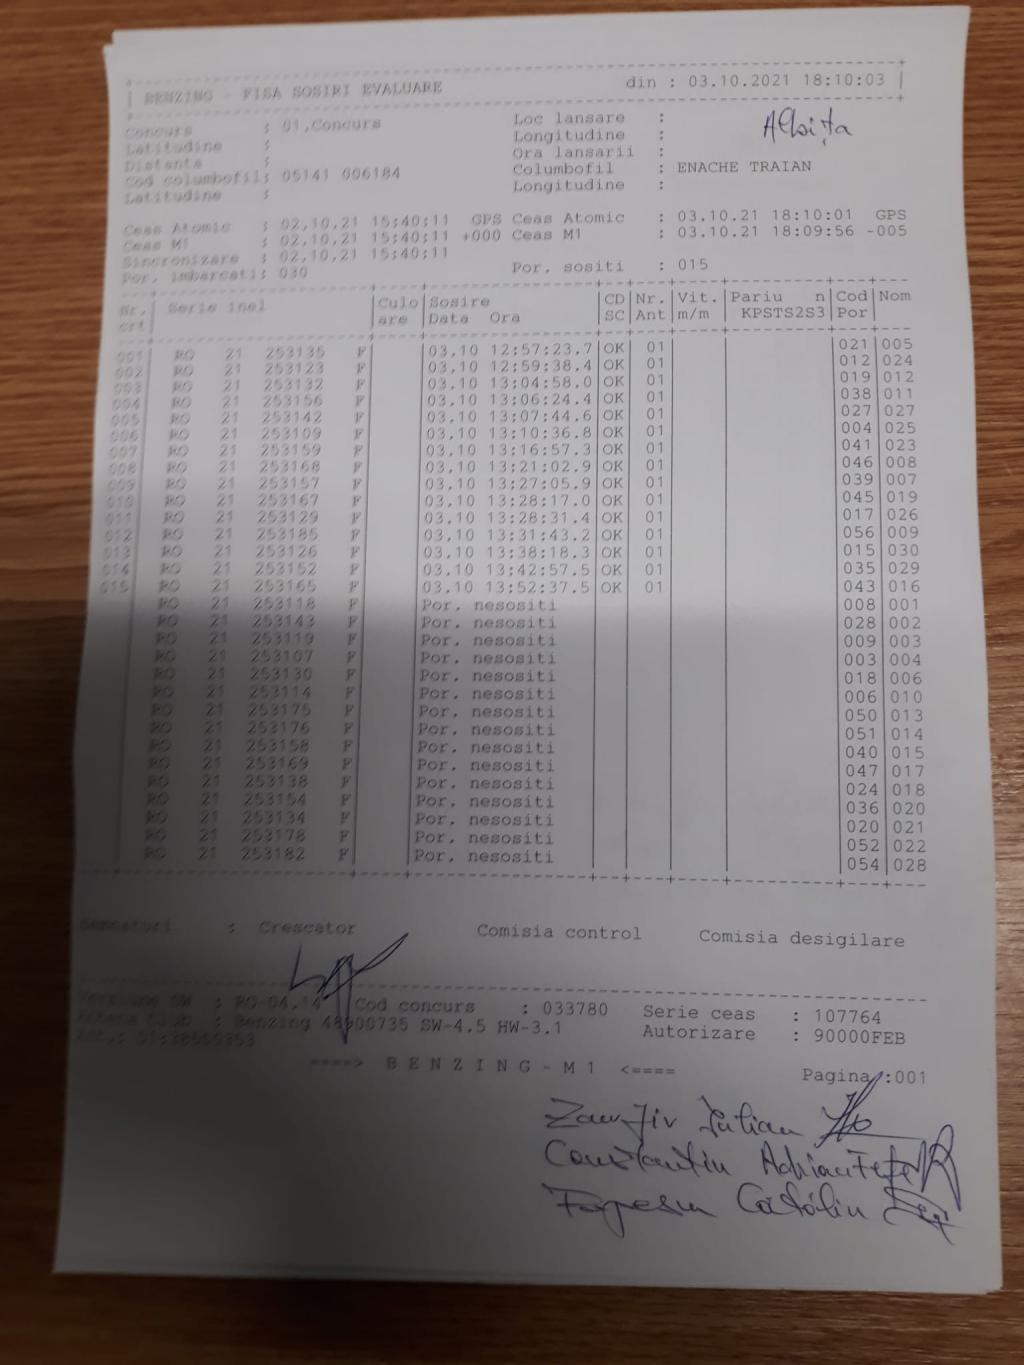 BENZING - FISA SOSIRI EVALUARE din : 03.10.2021 18:10:03
Concurs : 01,Concurs Loc lansare : Albița
Latitudine : Longitudine :
Distanta : Ora lansarii :
Cod columbofil: 05141 006184 Columbofil : ENACHE TRAIAN
Latitudine : Longitudine :
Ceas Atomic : 02.10.21 15:40:11 GPS Ceas Atomic : 03.10.21 18:10:01 GPS
Ceas M1 : 02.10.21 15:40:11 +000 Ceas M1 : 03.10.21 18:09:56 -005
Sincronizare : 02.10.21 15:40:11
Por. imbarcati: 030 Por. sositi : 015
Nr. Serie inel Culo Sosire CD Nr. Vit. Pariu n Cod Nom
crt are Data Ora SC Ant m/m KPSTS2S3 Por
001 RO 21 253135 F 03.10 12:57:23.7 OK 01 021 005
002 RO 21 253123 F 03.10 12:59:38.4 OK 01 012 024
003 RO 21 253132 F 03.10 13:04:58.0 OK 01 019 012
004 RO 21 253156 F 03.10 13:06:24.4 OK 01 038 011
005 RO 21 253142 F 03.10 13:07:44.6 OK 01 027 027
006 RO 21 253109 F 03.10 13:10:36.8 OK 01 004 025
007 RO 21 253159 F 03.10 13:16:57.3 OK 01 041 023
008 RO 21 253168 F 03.10 13:21:02.9 OK 01 046 008
009 RO 21 253157 F 03.10 13:27:05.9 OK 01 039 007
010 RO 21 253167 F 03.10 13:28:17.0 OK 01 045 019
011 RO 21 253129 F 03.10 13:28:31.4 OK 01 017 026
012 RO 21 253185 F 03.10 13:31:43.2 OK 01 056 009
013 RO 21 253126 F 03.10 13:38:18.3 OK 01 015 030
014 RO 21 253152 F 03.10 13:42:57.5 OK 01 035 029
015 RO 21 253165 F 03.10 13:52:37.5 OK 01 043 016
RO 21 253118 F Por. nesositi 008 001
RO 21 253143 F Por. nesositi 028 002
RO 21 253119 F Por. nesositi 009 003
RO 21 253107 F Por. nesositi 003 004
RO 21 253130 F Por. nesositi 018 006
RO 21 253114 F Por. nesositi 006 010
RO 21 253175 F Por. nesositi 050 013
RO 21 253176 F Por. nesositi 051 014
RO 21 253158 F Por. nesositi 040 015
RO 21 253169 F Por. nesositi 047 017
RO 21 253138 F Por. nesositi 024 018
RO 21 253154 F Por. nesositi 036 020
RO 21 253134 F Por. nesositi 020 021
RO 21 253178 F Por. nesositi 052 022
RO 21 253182 F Por. nesositi 054 028
Semnaturi : Crescator Comisia control Comisia desigilare
Versiune SW : RO-04.14 Cod concurs : 033780 Serie ceas : 107764
Antena Club : Benzing 48900735 SW-4.5 HW-3.1 Autorizare : 90000FEB
Ant.:
====> B E N Z I N G - M 1 <==== Pagina :001
Iulian
Constantin Adrian
Cătălin